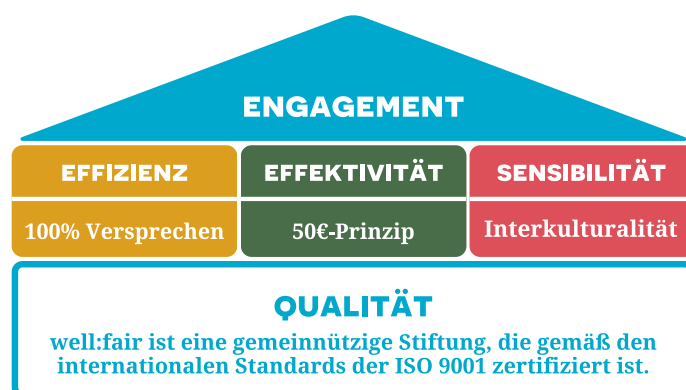 ENGAGEMENT
EFFIZIENZ
EFFEKTIVITÄT
SENSIBILITÄT
100% Versprechen
50€-Prinzip
Interkulturalität
QUALITÄT
well:fair ist eine gemeinnützige Stiftung, die gemäß den
internationalen Standards der ISO 9001 zertifiziert ist.